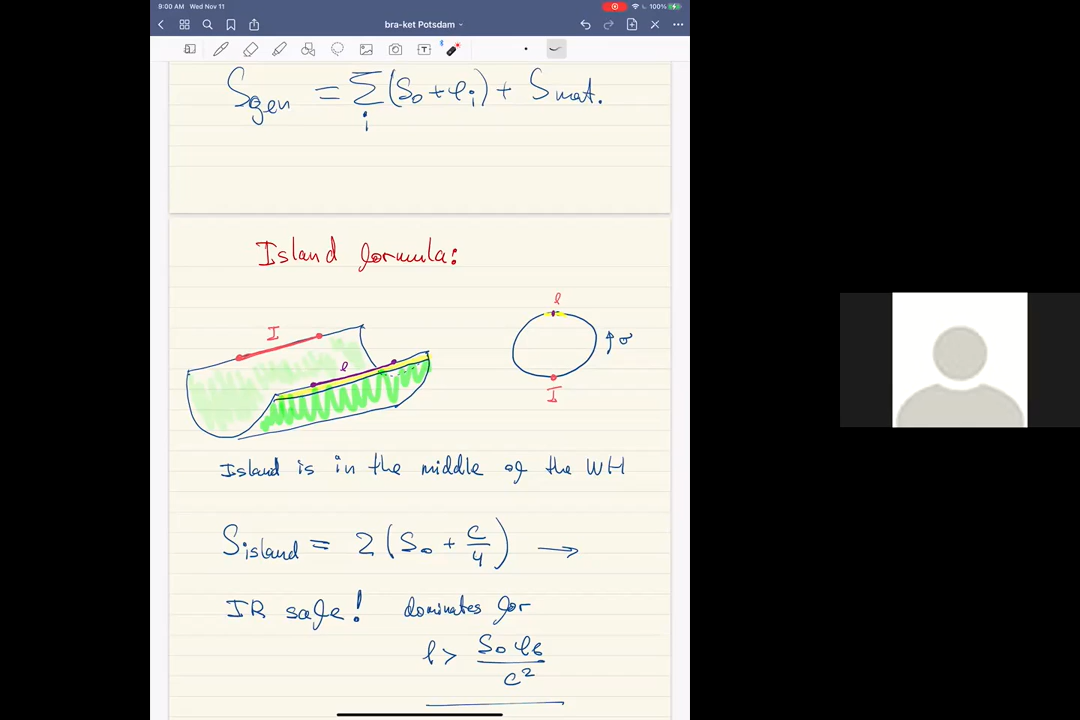 9:00 AM Wed Nov 11
100%
bra-ket Potsdam
S_gen = Σ_i (S_0 + φ_i) + S_mat.
Island formula:
I
l
l
↑ σ
I
Island is in the middle of the WH
S_island = 2 (S_0 + c/4) →
IR safe! dominates for
l > S_0 φ_b / c^2